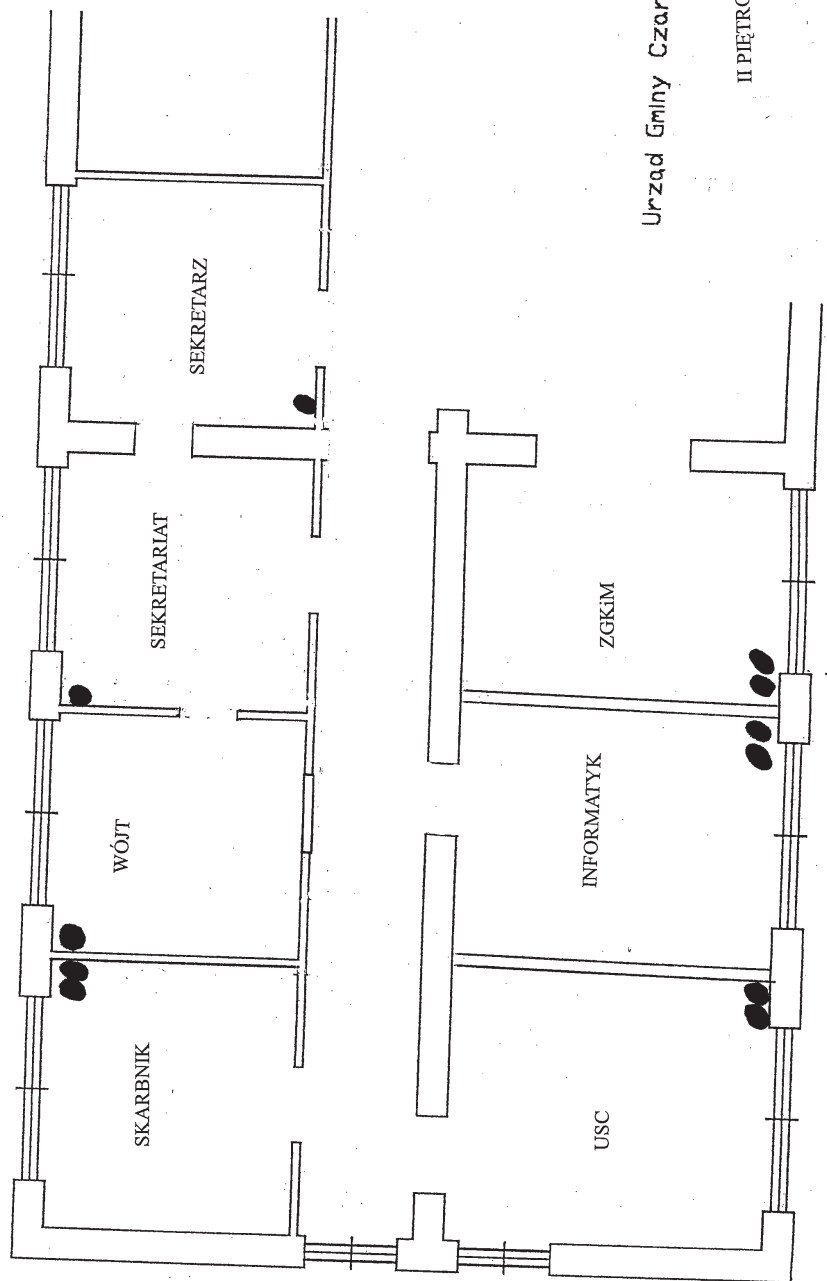 Urząd Gminy Czar
II PIĘTRO
SEKRETARZ
SEKRETARIAT
WÓJT
SKARBNIK
ZGKiM
INFORMATYK
USC